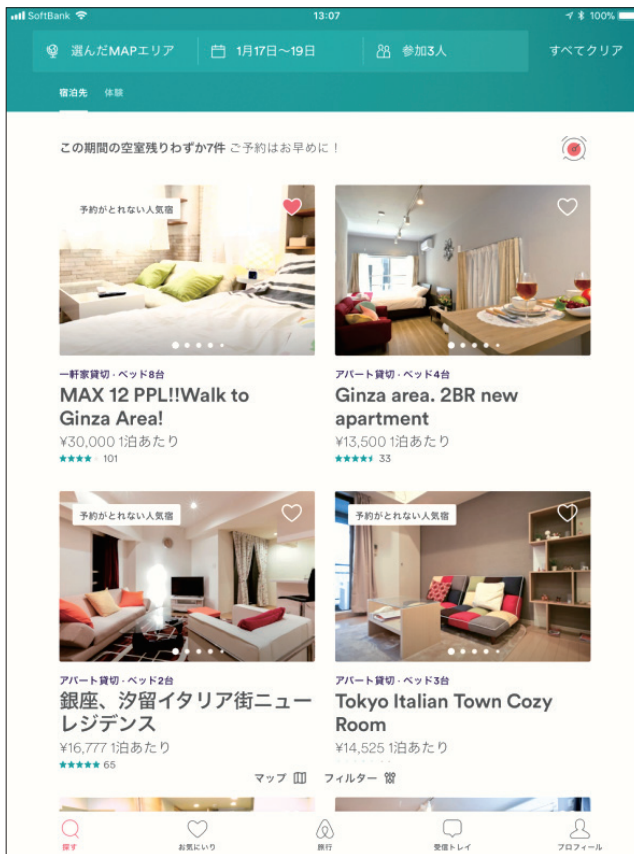 SoftBank 13:07 100%
選んだMAPエリア 1月17日〜19日 参加3人 すべてクリア
宿泊先 体験
この期間の空室残りわずか7件 ご予約はお早めに！
予約がとれない人気宿
一軒家貸切・ベッド8台
MAX 12 PPL!!Walk to
Ginza Area!
¥30,000 1泊あたり
101
アパート貸切・ベッド4台
Ginza area. 2BR new
apartment
¥13,500 1泊あたり
33
予約がとれない人気宿
アパート貸切・ベッド2台
銀座、汐留イタリア街ニュー
レジデンス
¥16,777 1泊あたり
65
予約がとれない人気宿
アパート貸切・ベッド3台
Tokyo Italian Town Cozy
Room
¥14,525 1泊あたり
マップ フィルター
探す お気にいり 旅行 受信トレイ プロフィール